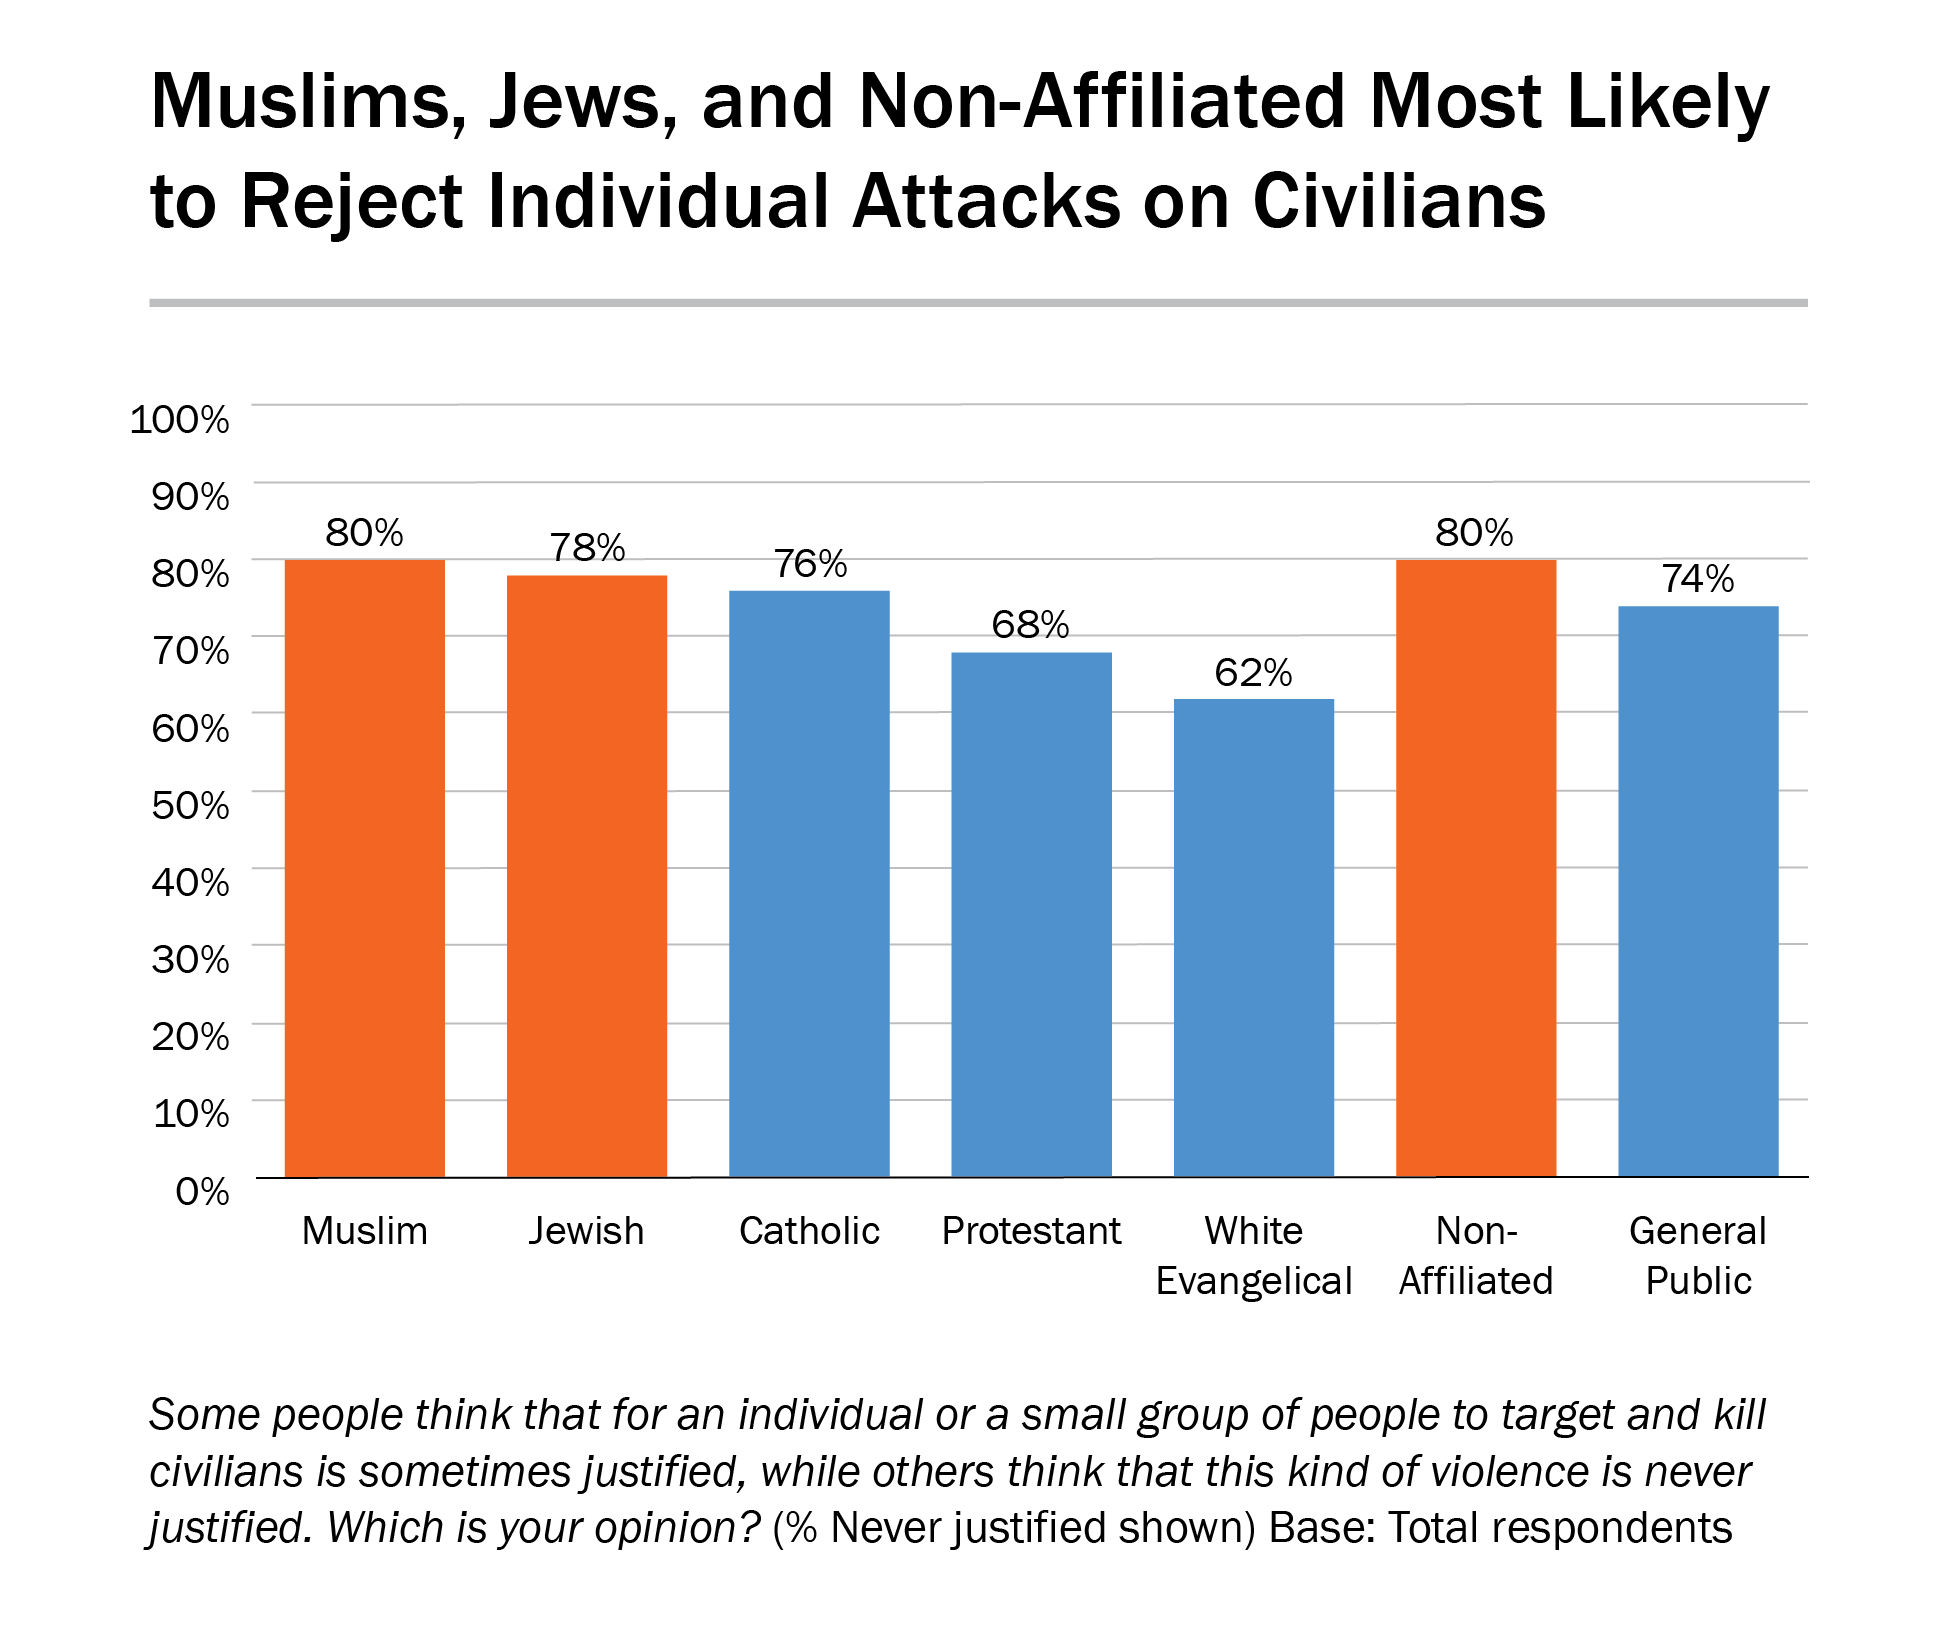 Muslims, Jews, and Non-Affiliated Most Likely
to Reject Individual Attacks on Civilians
100%
90%
80%
70%
60%
50%
40%
30%
20%
10%
0%
80%
78%
76%
68%
62%
80%
74%
Muslim
Jewish
Catholic
Protestant
White
Evangelical
Non-
Affiliated
General
Public
Some people think that for an individual or a small group of people to target and kill
civilians is sometimes justified, while others think that this kind of violence is never
justified. Which is your opinion? (% Never justified shown) Base: Total respondents